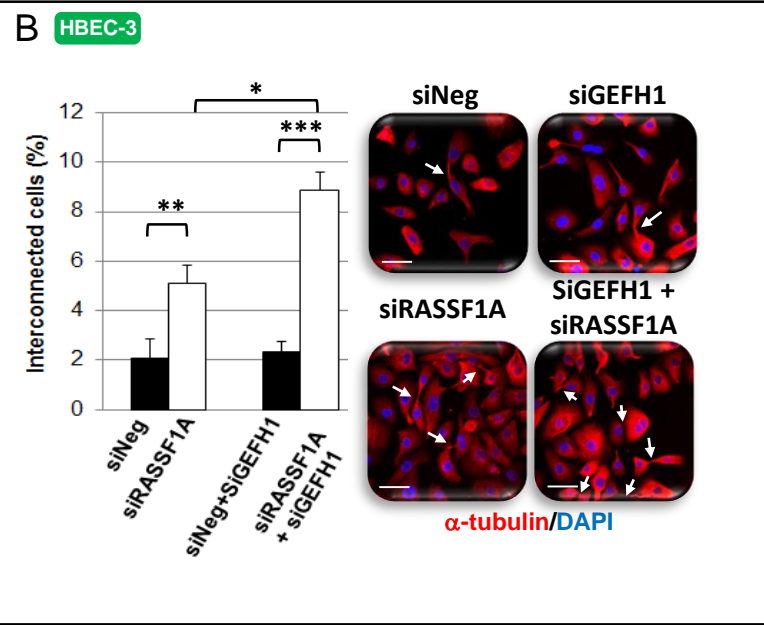 B HBEC-3
Interconnected cells (%)
12
10
8
6
4
2
0
*
**
***
siNeg
siRASSF1A
siNeg+SiGEFH1
siRASSF1A
+ siGEFH1
siNeg
siGEFH1
siRASSF1A
SiGEFH1 +
siRASSF1A
α-tubulin/DAPI